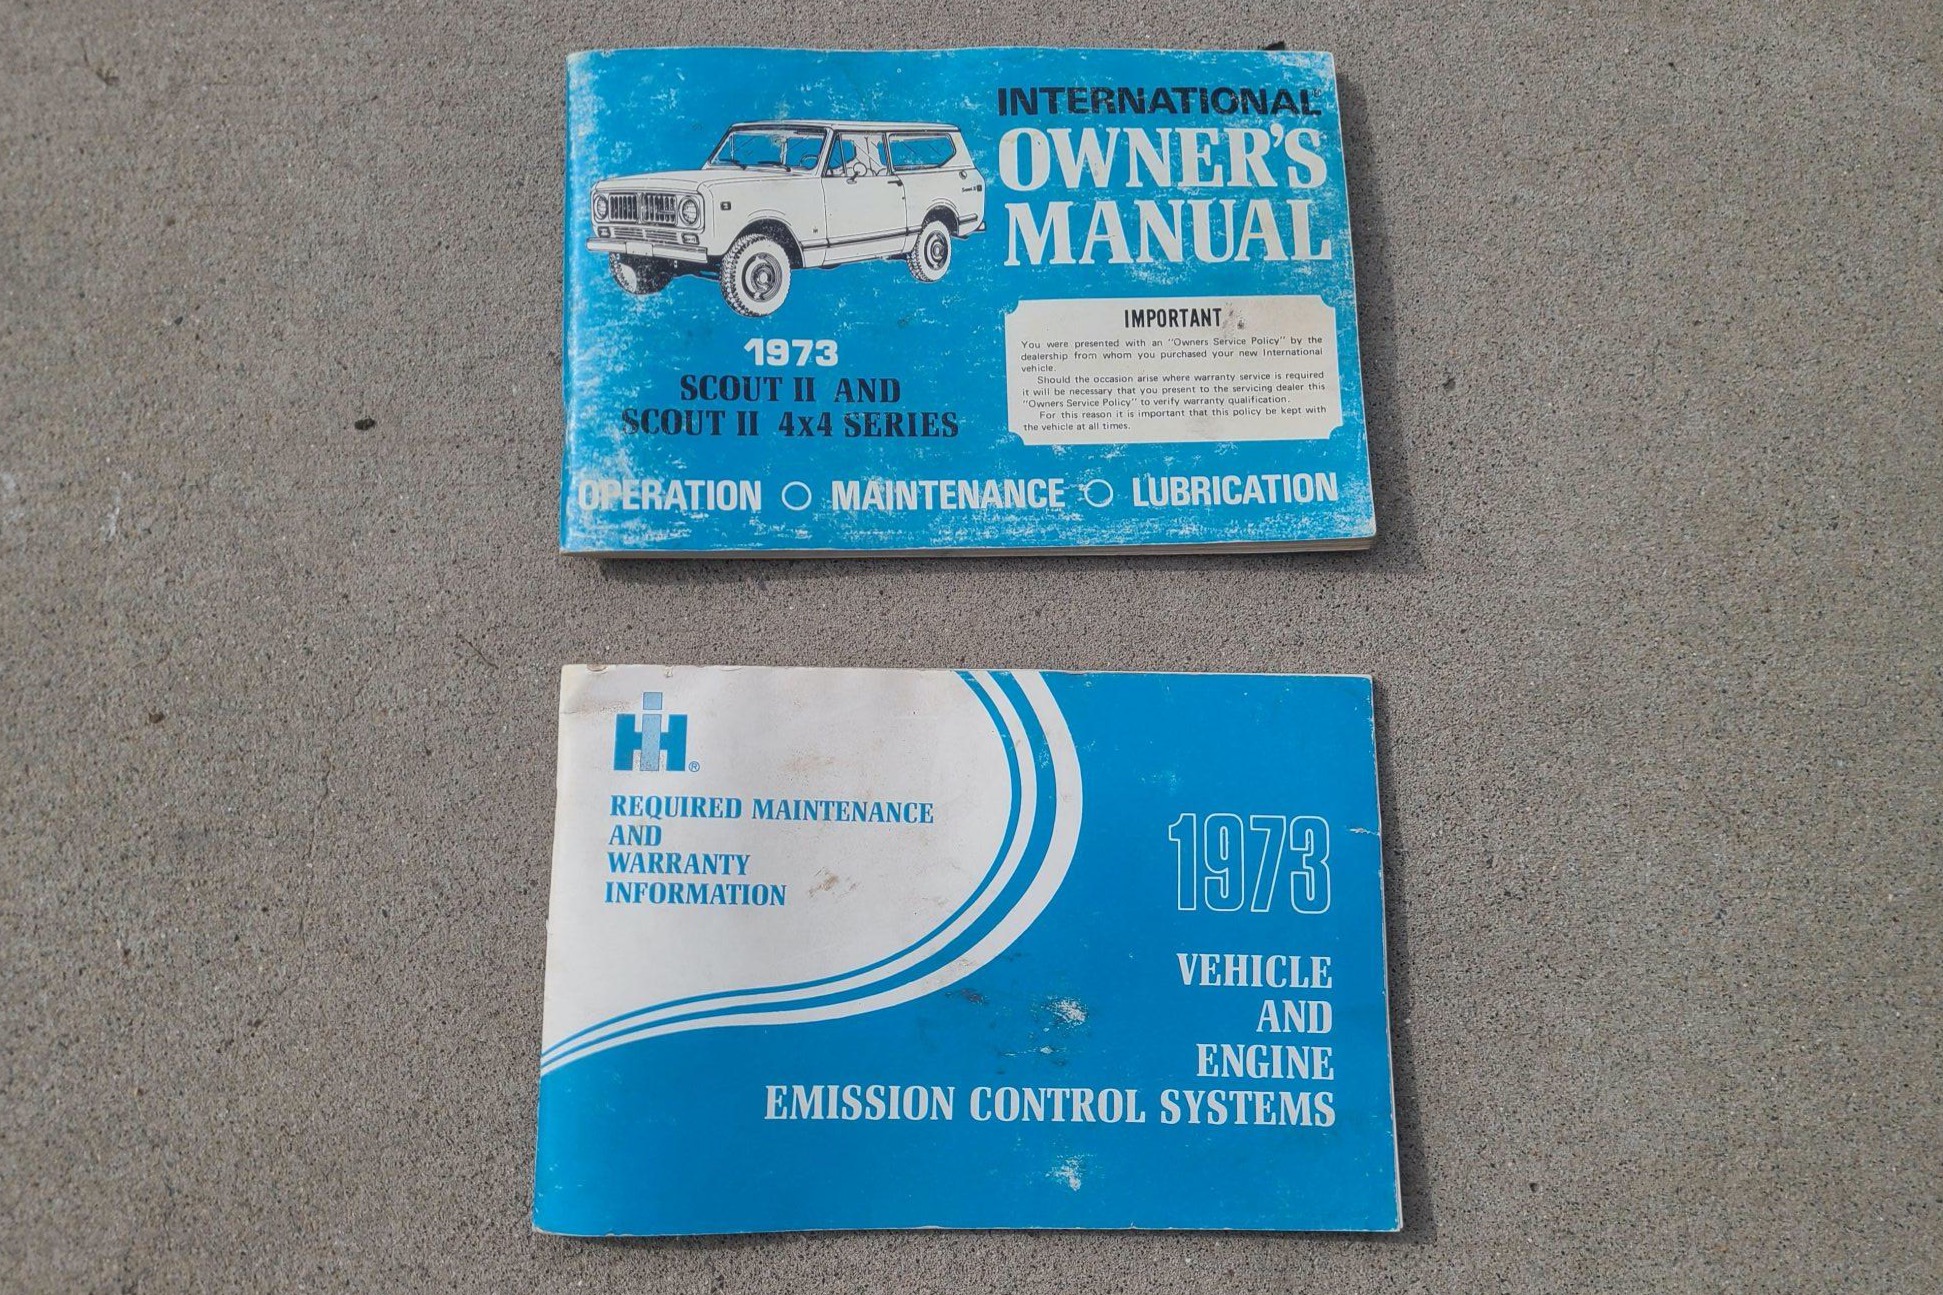 INTERNATIONAL®
OWNER'S
MANUAL
1973
SCOUT II AND
SCOUT II 4x4 SERIES
IMPORTANT
You were presented with an "Owners Service Policy" by the
dealership from whom you purchased your new International
vehicle.
Should the occasion arise where warranty service is required
it will be necessary that you present to the servicing dealer this
"Owners Service Policy" to verify warranty qualification.
For this reason it is important that this policy be kept with
the vehicle at all times.
OPERATION ○ MAINTENANCE ○ LUBRICATION
IH®
REQUIRED MAINTENANCE
AND
WARRANTY
INFORMATION
1973
VEHICLE
AND
ENGINE
EMISSION CONTROL SYSTEMS